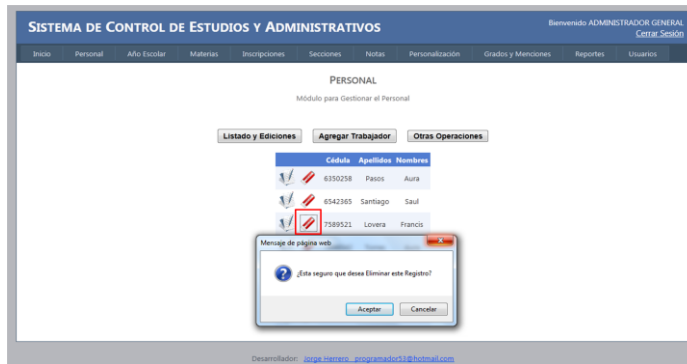 SISTEMA DE CONTROL DE ESTUDIOS Y ADMINISTRATIVOS
Bienvenido ADMINISTRADOR GENERAL
Cerrar Sesión
Inicio Personal Año Escolar Materias Inscripciones Secciones Notas Personalización Grados y Menciones Reportes Usuarios
PERSONAL
Módulo para Gestionar el Personal
Listado y Ediciones Agregar Trabajador Otras Operaciones
Cédula Apellidos Nombres
6350258 Pasos Aura
6542365 Santiago Saul
7589521 Lovera Francis
Mensaje de página web
¿Esta seguro que desea Eliminar este Registro?
Aceptar Cancelar
Desarrollador: Jorge Herrero programador53@hotmail.com